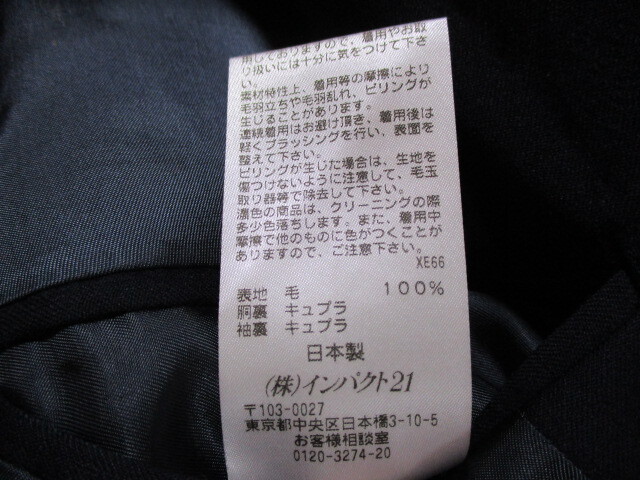 用しておりますので、着用やお取
り扱いには十分に気をつけて下さ
い。
素材特性上、着用等の摩擦により
毛羽立ちや毛羽乱れ、ピリングが
生じることがあります。
連続着用はお避け頂き、着用後は
軽くブラッシングを行い、表面を
整えて下さい。
ピリングが生じた場合は、生地を
傷つけないように注意して、毛玉
取り器等で除去して下さい。
濃色の商品は、クリーニングの際
多少色落ちします。また、着用中
摩擦で他のものに色がつくことが
ありますので、ご注意下さい。
XE66
表地 毛 100%
胴裏 キュプラ
袖裏 キュプラ
日本製
(株)インパクト21
〒103-0027
東京都中央区日本橋3-10-5
お客様相談室
0120-3274-20